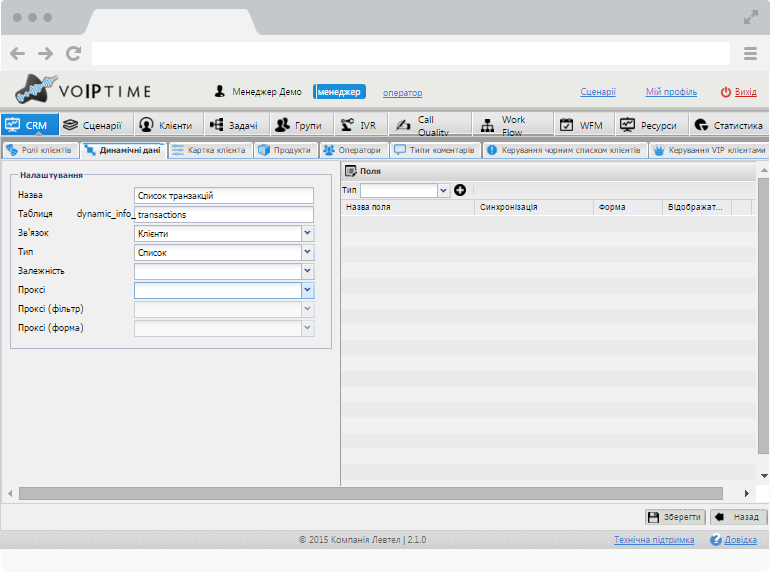 VOIPTIME
Менеджер Демо менеджер оператор Сценарії Мій профіль Вихід
CRM Сценарії Клієнти Задачі Групи IVR Call Quality Work Flow WFM Ресурси Статистика
Ролі клієнтів Динамічні дані Картка клієнта Продукти Оператори Типи коментарів Керування чорним списком клієнтів Керування VIP клієнтами
Налаштування
Назва Список транзакцій
Таблиця dynamic_info_ transactions
Зв'язок Клієнти
Тип Список
Залежність
Проксі
Проксі (фільтр)
Проксі (форма)
Поля
Тип
Назва поля Синхронізація Форма Відображат...
Зберегти Назад
© 2015 Компанія Левтел | 2.1.0 Технічна підтримка Довідка